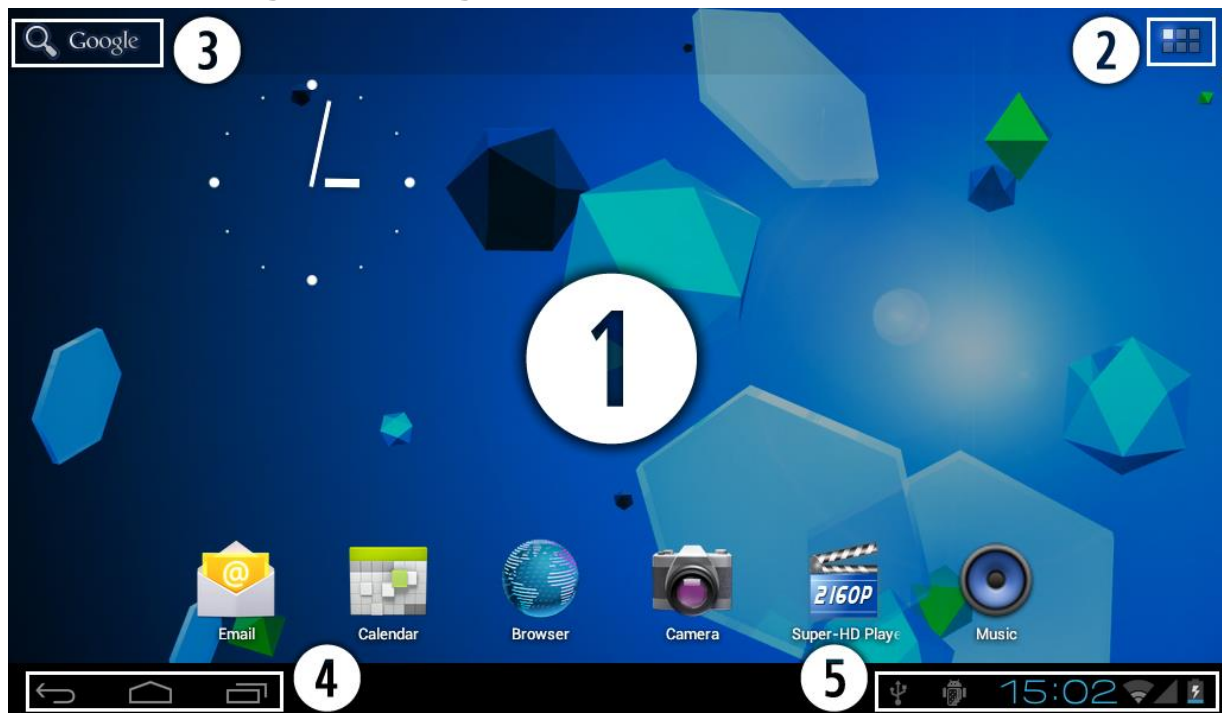 Google
3
2
1
2160P
Email
Calendar
Browser
Camera
Super-HD Playe
Music
4
5
15:02